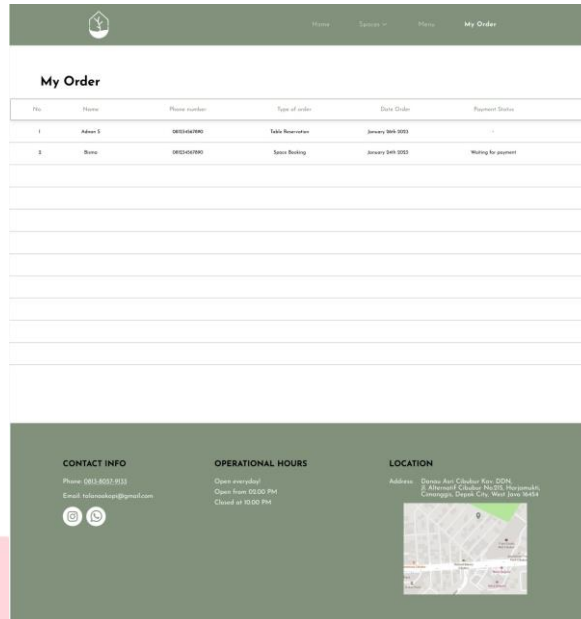 Home Spaces Menu My Order
My Order
No Name Phone number Type of order Date Order Payment Status
1 Adnan S 081234567890 Table Reservation January 26th 2023 -
2 Bisma 081234567890 Space Booking January 24th 2023 Waiting for payment
CONTACT INFO
Phone: 0813-8057-9133
Email: talanaakopi@gmail.com
OPERATIONAL HOURS
Open everyday!
Open from 02.00 PM
Closed at 10.00 PM
LOCATION
Address: Danau Asri Cibubur Kav. DDN,
Jl. Alternatif Cibubur No.215, Harjamukti,
Cimanggis, Depok City, West Java 16454